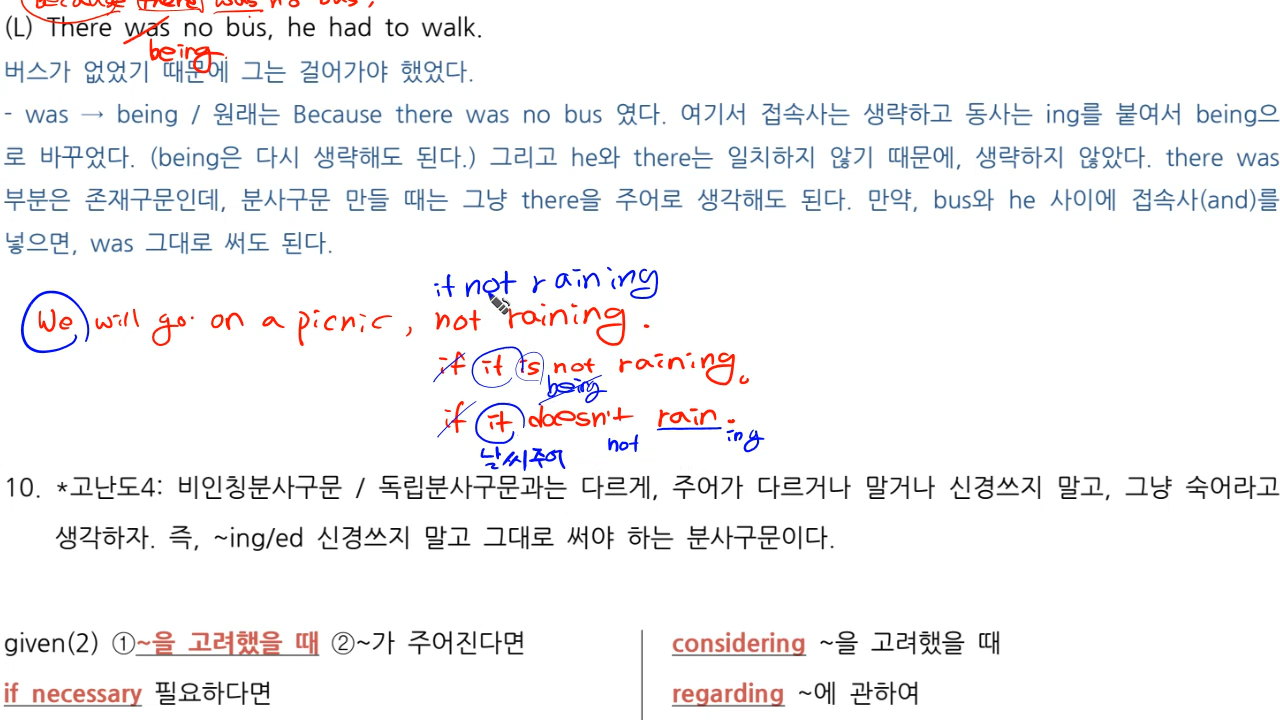 Because there was no bus,
(L) There was no bus, he had to walk.
being
버스가 없었기 때문에 그는 걸어가야 했었다.
- was → being / 원래는 Because there was no bus 였다. 여기서 접속사는 생략하고 동사는 ing를 붙여서 being으
로 바꾸었다. (being은 다시 생략해도 된다.) 그리고 he와 there는 일치하지 않기 때문에, 생략하지 않았다. there was
부분은 존재구문인데, 분사구문 만들 때는 그냥 there을 주어로 생각해도 된다. 만약, bus와 he 사이에 접속사(and)를
넣으면, was 그대로 써도 된다.
it not raining
We will go on a picnic, not raining.
if it is not raining.
being
if it doesn't rain.
not ing
날씨주어
10. *고난도4: 비인칭분사구문 / 독립분사구문과는 다르게, 주어가 다르거나 말거나 신경쓰지 말고, 그냥 숙어라고
생각하자. 즉, ~ing/ed 신경쓰지 말고 그대로 써야 하는 분사구문이다.
given(2) ①~을 고려했을 때 ②~가 주어진다면
considering ~을 고려했을 때
if necessary 필요하다면
regarding ~에 관하여